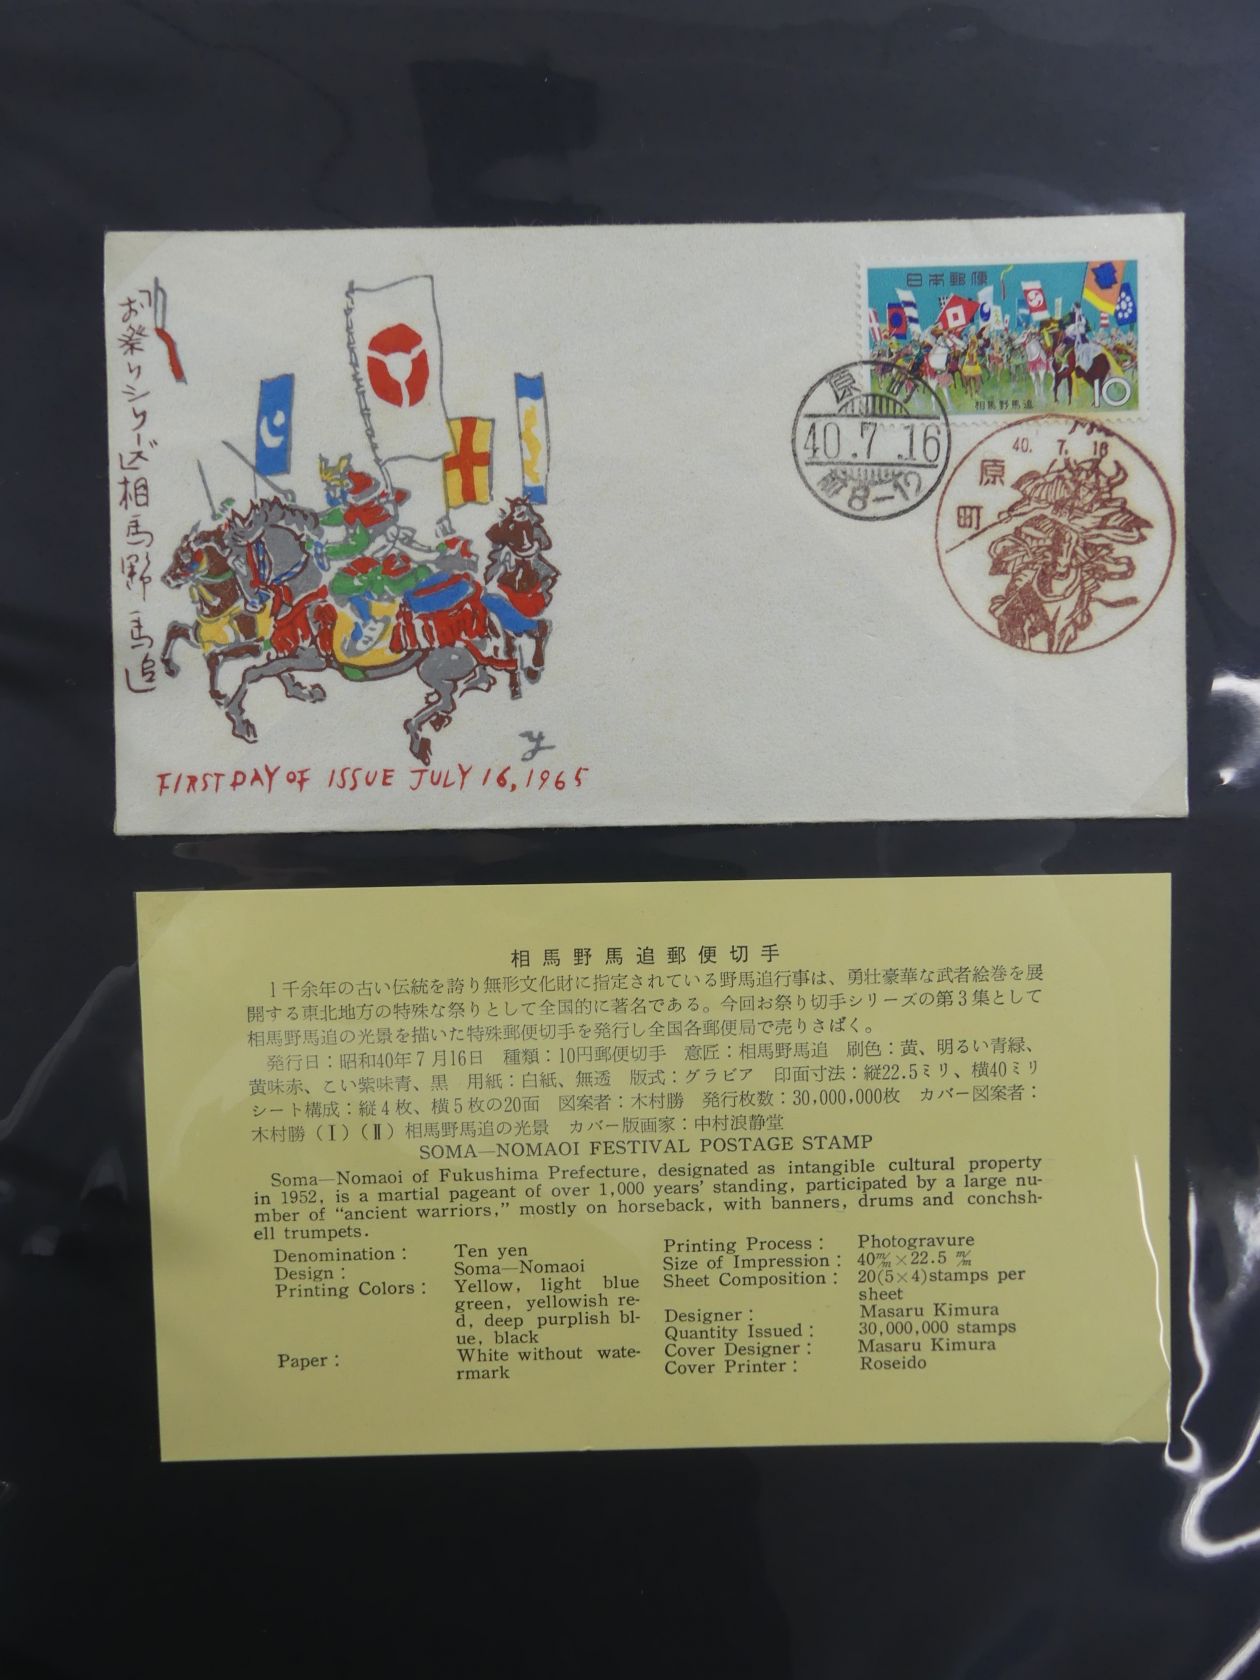 お祭りシリーズ 相馬野馬追
FIRST DAY OF ISSUE JULY 16, 1965
日本郵便
相馬野馬追
10
原町
40.7.16
40. 7. 16
原町
相馬野馬追郵便切手
1千余年の古い伝統を誇り無形文化財に指定されている野馬追行事は、勇壮豪華な武者絵巻を展
開する東北地方の特殊な祭りとして全国的に著名である。今回お祭り切手シリーズの第3集として
相馬野馬追の光景を描いた特殊郵便切手を発行し全国各郵便局で売りさばく。
発行日：昭和40年7月16日 種類：10円郵便切手 意匠：相馬野馬追 刷色：黄、明るい青緑、
黄味赤、こい紫味青、黒 用紙：白紙、無透 版式：グラビア 印面寸法：縦22.5ミリ、横40ミリ
シート構成：縦4枚、横5枚の20面 図案者：木村勝 発行枚数：30,000,000枚 カバー図案者：
木村勝（Ⅰ）（Ⅱ）相馬野馬追の光景 カバー版画家：中村浪静堂
SOMA—NOMAOI FESTIVAL POSTAGE STAMP
Soma—Nomaoi of Fukushima Prefecture, designated as intangible cultural property
in 1952, is a martial pageant of over 1,000 years' standing, participated by a large nu-
mber of "ancient warriors," mostly on horseback, with banners, drums and conchsh-
ell trumpets.
Denomination: Ten yen
Design: Soma—Nomaoi
Printing Colors: Yellow, light blue
green, yellowish re-
d, deep purplish bl-
ue, black
Paper: White without wate-
rmark
Printing Process: Photogravure
Size of Impression: 40m/m×22.5 m/m
Sheet Composition: 20(5×4)stamps per
sheet
Designer: Masaru Kimura
Quantity Issued: 30,000,000 stamps
Cover Designer: Masaru Kimura
Cover Printer: Roseido